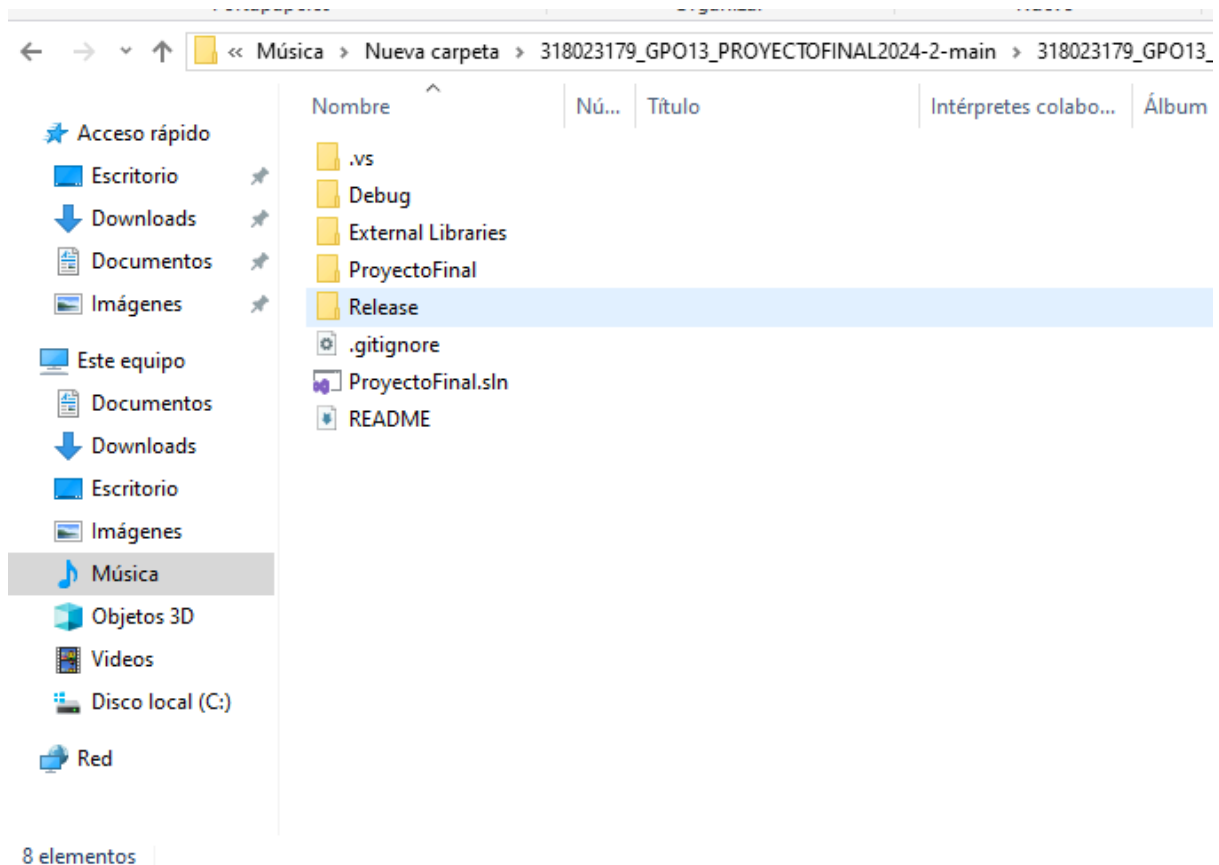 « Música > Nueva carpeta > 318023179_GPO13_PROYECTOFINAL2024-2-main > 318023179_GPO13_
Nombre Nú... Título Intérpretes colabo... Álbum
Acceso rápido
Escritorio
Downloads
Documentos
Imágenes
Este equipo
Documentos
Downloads
Escritorio
Imágenes
Música
Objetos 3D
Videos
Disco local (C:)
Red
.vs
Debug
External Libraries
ProyectoFinal
Release
.gitignore
ProyectoFinal.sln
README
8 elementos